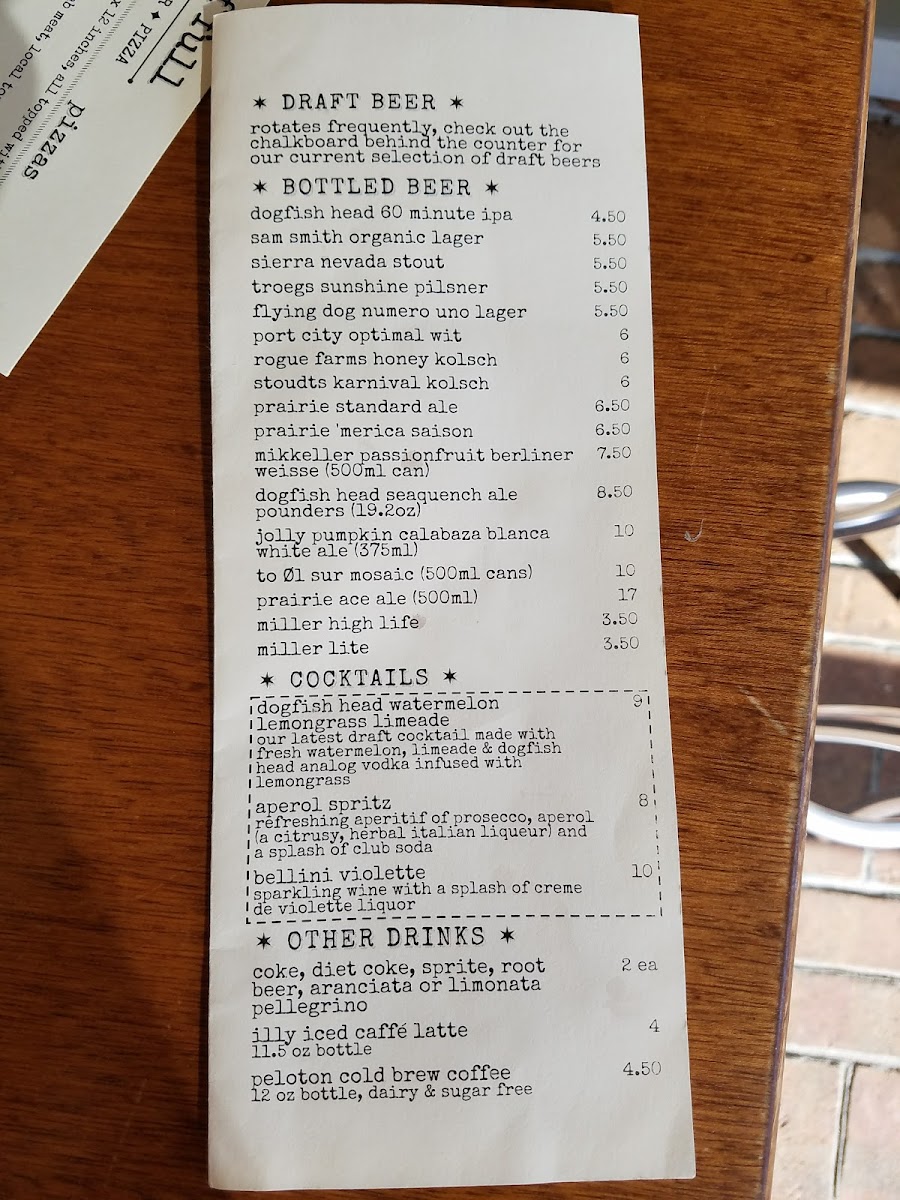 full
R ✦ PIZZA
x 12 inches, all topped wit
pizzas
meat, local to
✶ DRAFT BEER ✶
rotates frequently, check out the
chalkboard behind the counter for
our current selection of draft beers
✶ BOTTLED BEER ✶
dogfish head 60 minute ipa 4.50
sam smith organic lager 5.50
sierra nevada stout 5.50
troegs sunshine pilsner 5.50
flying dog numero uno lager 5.50
port city optimal wit 6
rogue farms honey kolsch 6
stoudts karnival kolsch 6
prairie standard ale 6.50
prairie 'merica saison 6.50
mikkeller passionfruit berliner 7.50
weisse (500ml can)
dogfish head seaquench ale 8.50
pounders (19.2oz)
jolly pumpkin calabaza blanca 10
white ale (375ml)
to Øl sur mosaic (500ml cans) 10
prairie ace ale (500ml) 17
miller high life 3.50
miller lite 3.50
✶ COCKTAILS ✶
dogfish head watermelon 9
lemongrass limeade
our latest draft cocktail made with
fresh watermelon, limeade & dogfish
head analog vodka infused with
lemongrass
aperol spritz 8
refreshing aperitif of prosecco, aperol
(a citrusy, herbal italian liqueur) and
a splash of club soda
bellini violette 10
sparkling wine with a splash of creme
de violette liquor
✶ OTHER DRINKS ✶
coke, diet coke, sprite, root 2 ea
beer, aranciata or limonata
pellegrino
illy iced caffé latte 4
11.5 oz bottle
peloton cold brew coffee 4.50
12 oz bottle, dairy & sugar free